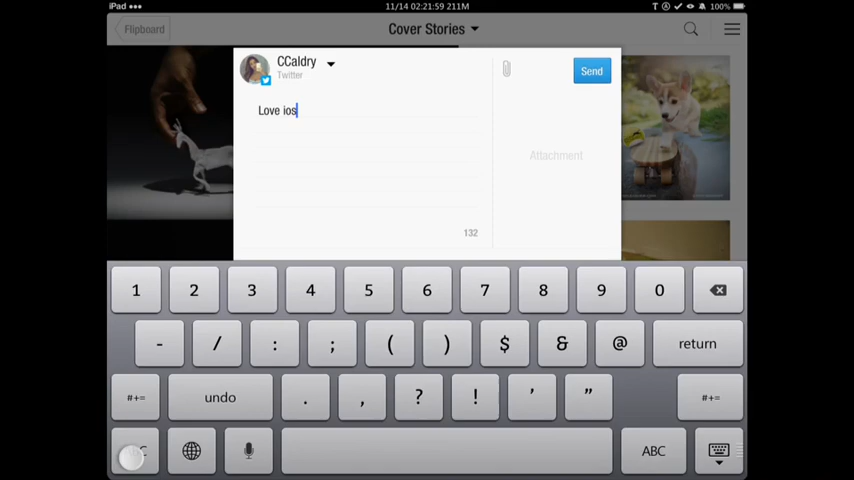 iPad
11/14 02:21:59 211M
T
100%
Flipboard
Cover Stories
CCaldry
Twitter
Send
Love ios
Attachment
132
1 2 3 4 5 6 7 8 9 0
- / : ; ( ) $ & @ return
#+= undo . , ? ! ' " #+=
C ABC